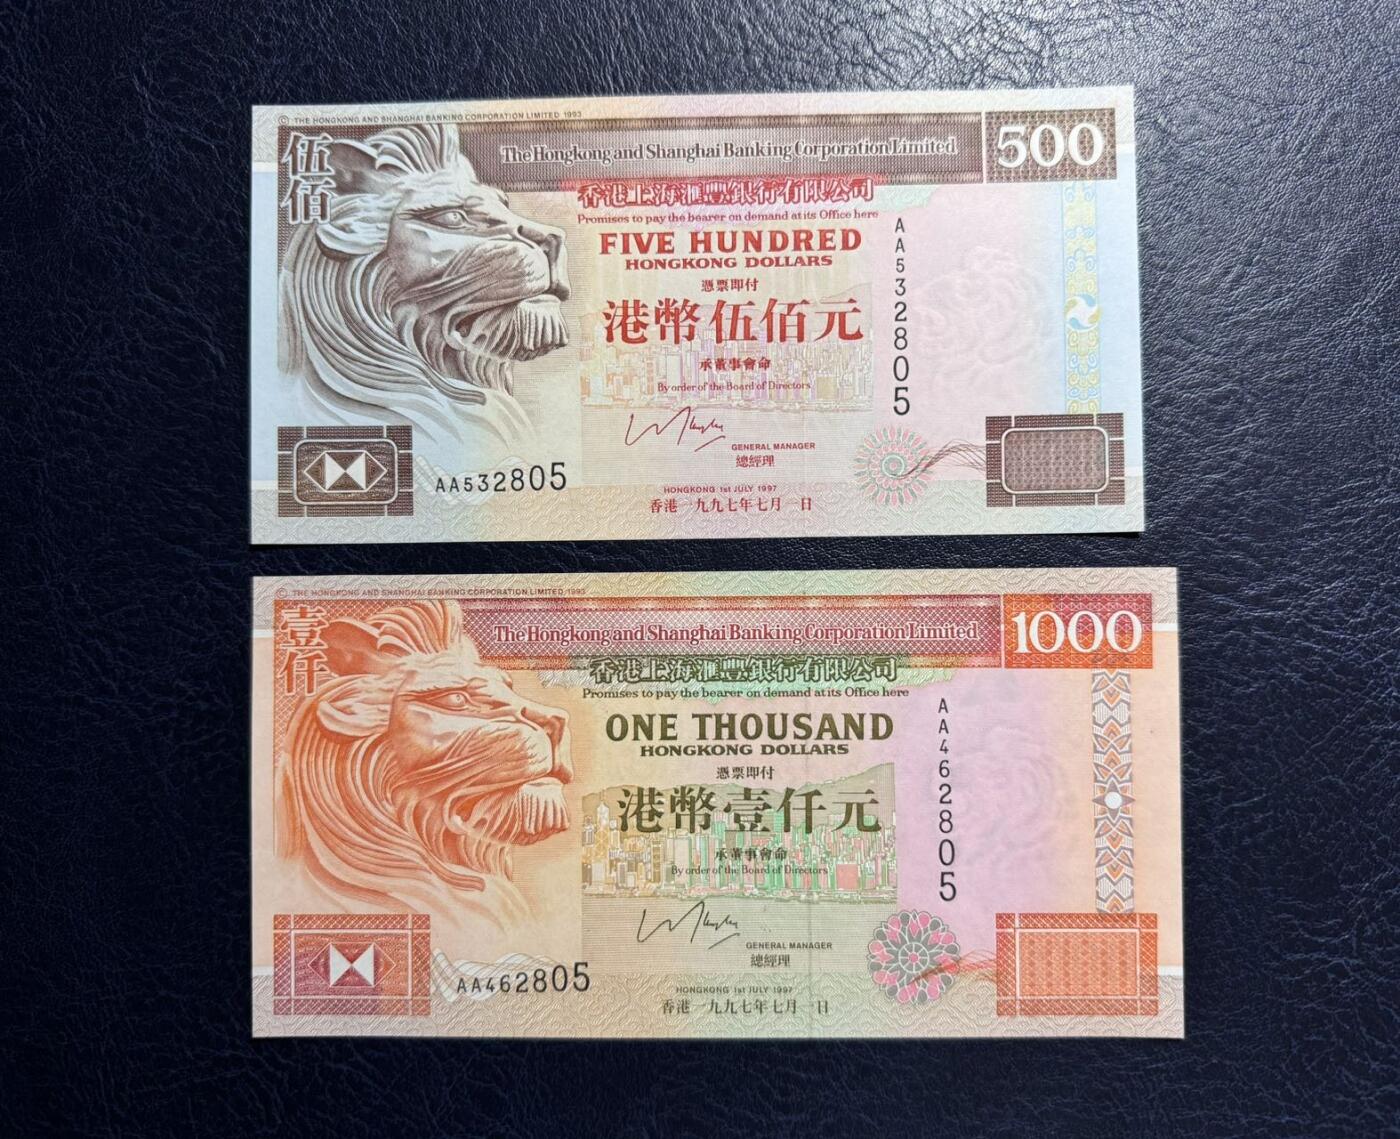 © THE HONGKONG AND SHANGHAI BANKING CORPORATION LIMITED 1993
伍佰
The Hongkong and Shanghai Banking Corporation Limited
500
香港上海滙豐銀行有限公司
Promises to pay the bearer on demand at its Office here
FIVE HUNDRED
HONGKONG DOLLARS
憑票即付
港幣伍佰元
承董事會命
By order of the Board of Directors
GENERAL MANAGER
總經理
AA532805
AA532805
HONGKONG 1st JULY 1997
香港一九九七年七月一日
© THE HONGKONG AND SHANGHAI BANKING CORPORATION LIMITED 1993
壹仟
The Hongkong and Shanghai Banking Corporation Limited
1000
香港上海滙豐銀行有限公司
Promises to pay the bearer on demand at its Office here
ONE THOUSAND
HONGKONG DOLLARS
憑票即付
港幣壹仟元
承董事會命
By order of the Board of Directors
GENERAL MANAGER
總經理
AA462805
AA462805
HONGKONG 1st JULY 1997
香港一九九七年七月一日